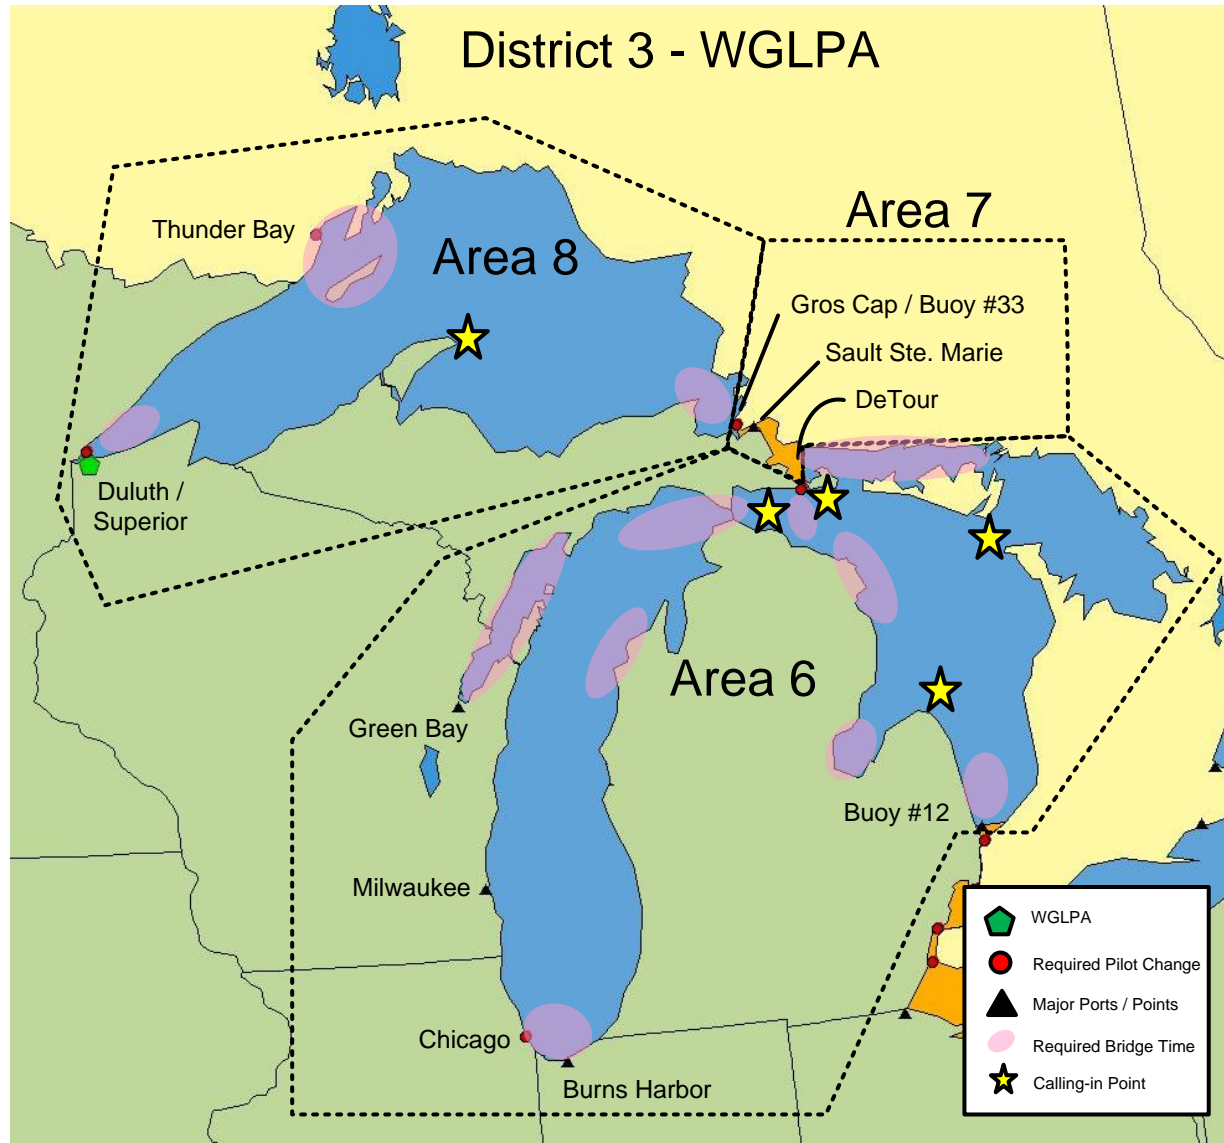 District 3 - WGLPA
Area 7
Thunder Bay
Area 8
Gros Cap / Buoy #33
Sault Ste. Marie
DeTour
Duluth /
Superior
Area 6
Green Bay
Buoy #12
Milwaukee
Chicago
Burns Harbor
WGLPA
Required Pilot Change
Major Ports / Points
Required Bridge Time
Calling-in Point